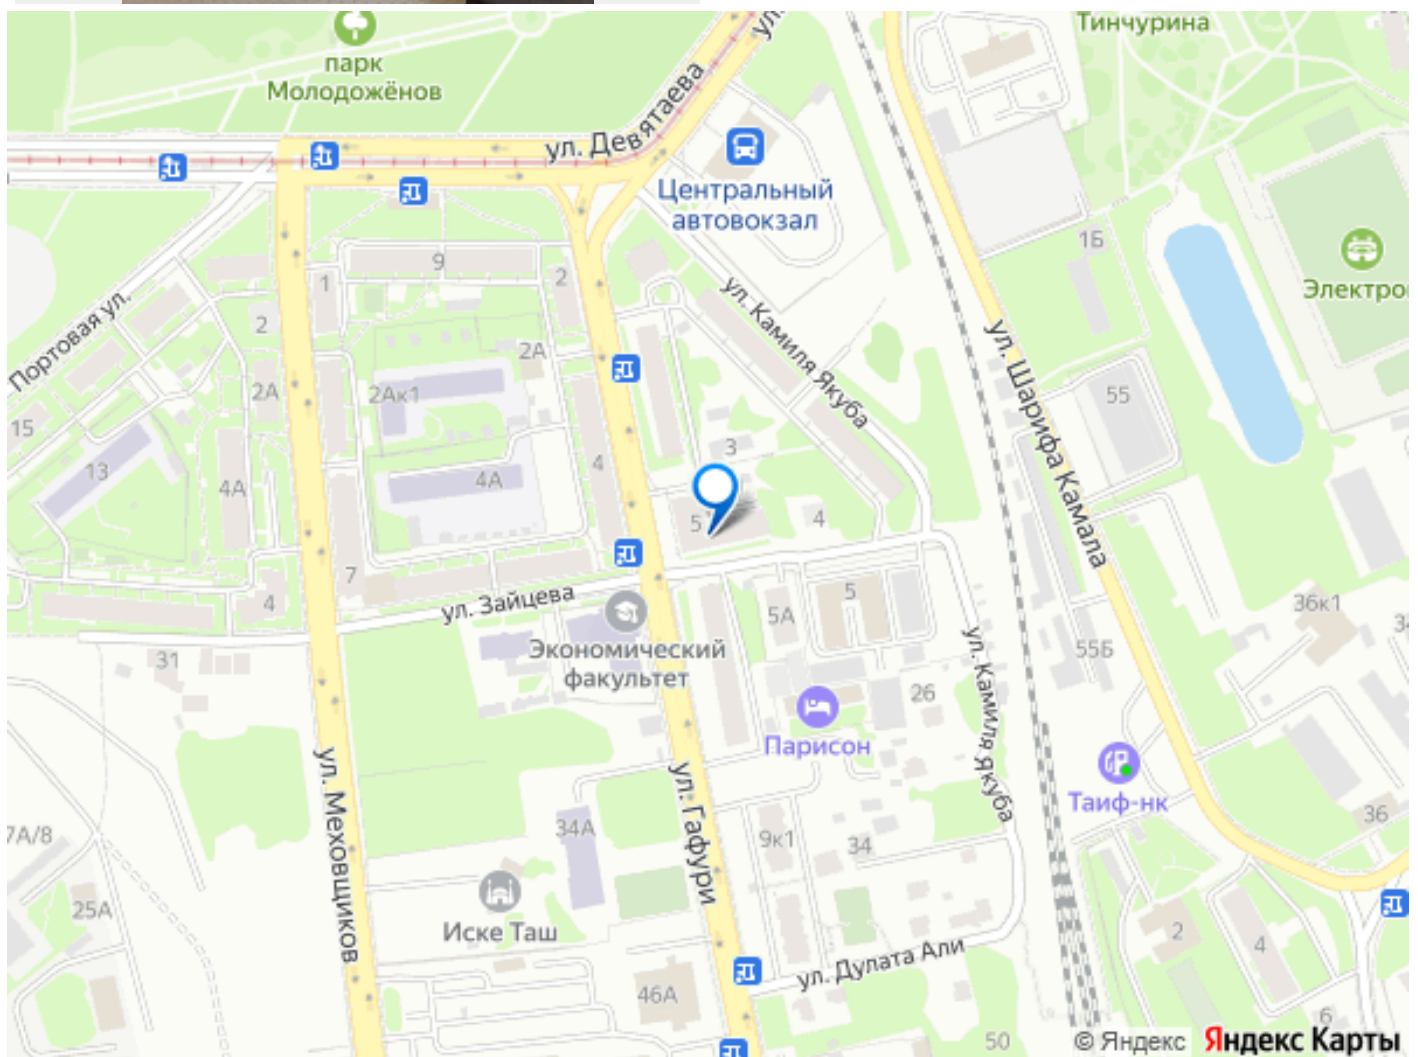 Тинчурина
парк
Молодожёнов
ул.
ул. Девятаева
Центральный
автовокзал
1Б
9
1
2
2
Электро
Портовая ул.
ул. Камиля Якуба
ул. Шарифа Камала
2А
2А
2Ак1
55
15
13
4А
4А
4
3
5
4
7
4
ул. Зайцева
5А
5
36к1
34
31
Экономический
факультет
55Б
26
ул. Камиля Якуба
Парисон
ул. Меховщиков
ул. Гафури
Таиф-нк
7А/8
34А
9к1
34
36
25А
Иске Таш
2
4
ул. Дулата Али
46А
6
50
© Яндекс
Яндекс Карты